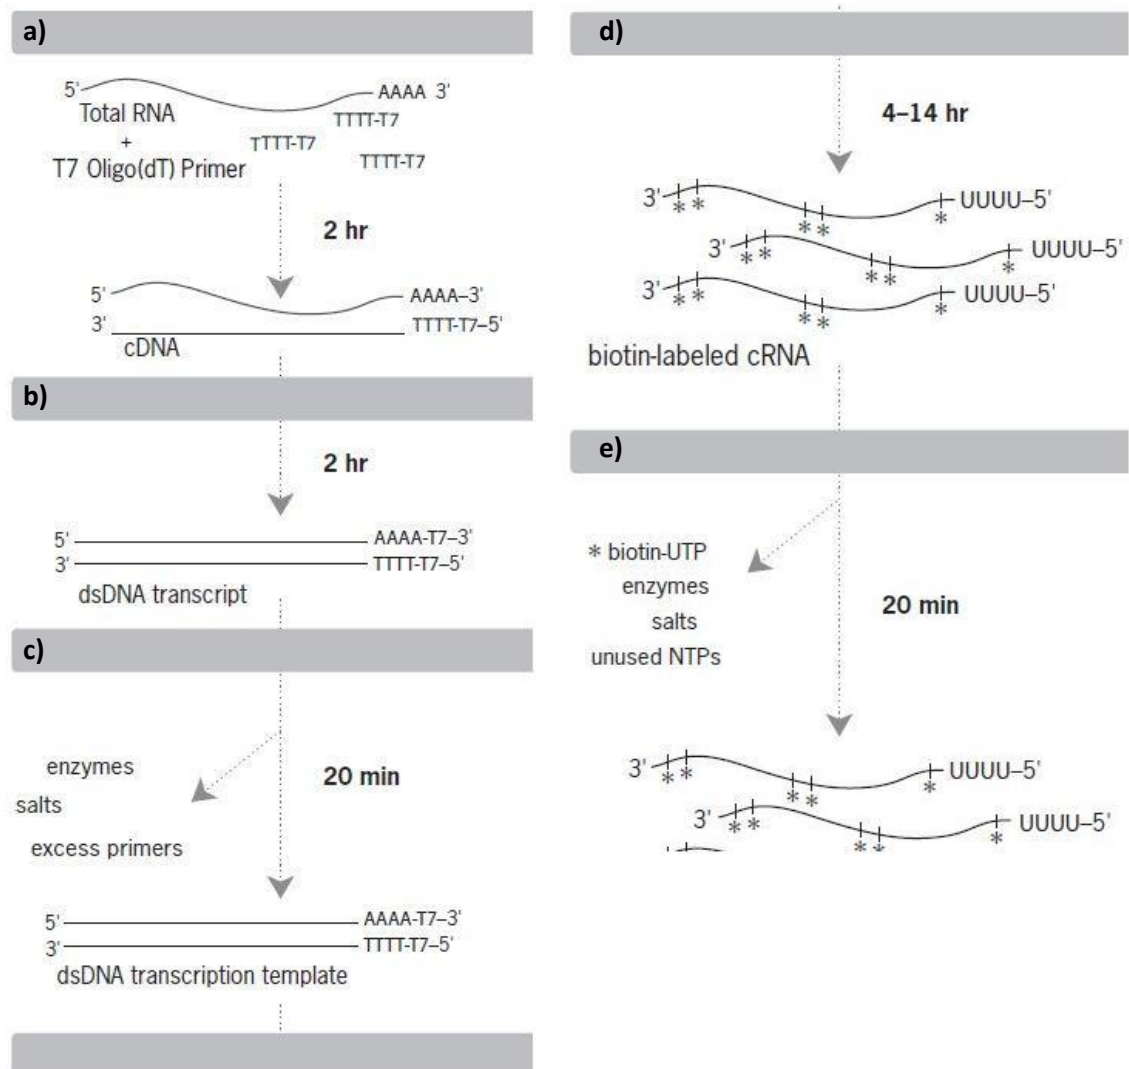 a)
5' AAAA 3'
Total RNA
TTTT-T7
+
TTTT-T7
T7 Oligo(dT) Primer
TTTT-T7
2 hr
5' AAAA–3'
3' TTTT-T7–5'
cDNA
b)
2 hr
5' AAAA-T7–3'
3' TTTT-T7–5'
dsDNA transcript
c)
enzymes
20 min
salts
excess primers
5' AAAA-T7–3'
3' TTTT-T7–5'
dsDNA transcription template
d)
4–14 hr
3' UUUU–5'
* * * * *
3' UUUU–5'
* * * * *
3' UUUU–5'
* * * * *
biotin-labeled cRNA
e)
* biotin-UTP
enzymes
20 min
salts
unused NTPs
3' UUUU–5'
* * * * *
3' UUUU–5'
* * * * *